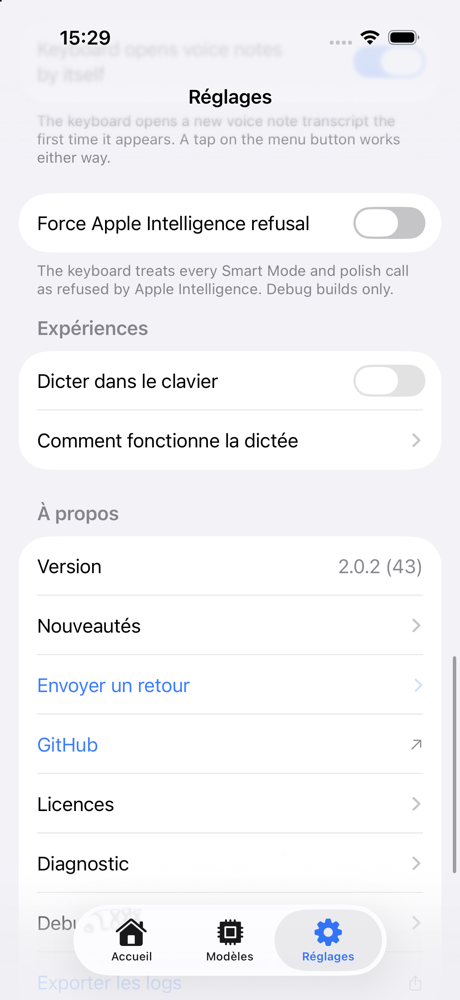 15:29
Keyboard opens voice notes
by itself
Réglages
The keyboard opens a new voice note transcript the
first time it appears. A tap on the menu button works
either way.
Force Apple Intelligence refusal
The keyboard treats every Smart Mode and polish call
as refused by Apple Intelligence. Debug builds only.
Expériences
Dicter dans le clavier
Comment fonctionne la dictée
À propos
Version
2.0.2 (43)
Nouveautés
Envoyer un retour
GitHub
Licences
Diagnostic
Accueil
Modèles
Réglages
Exporter les logs